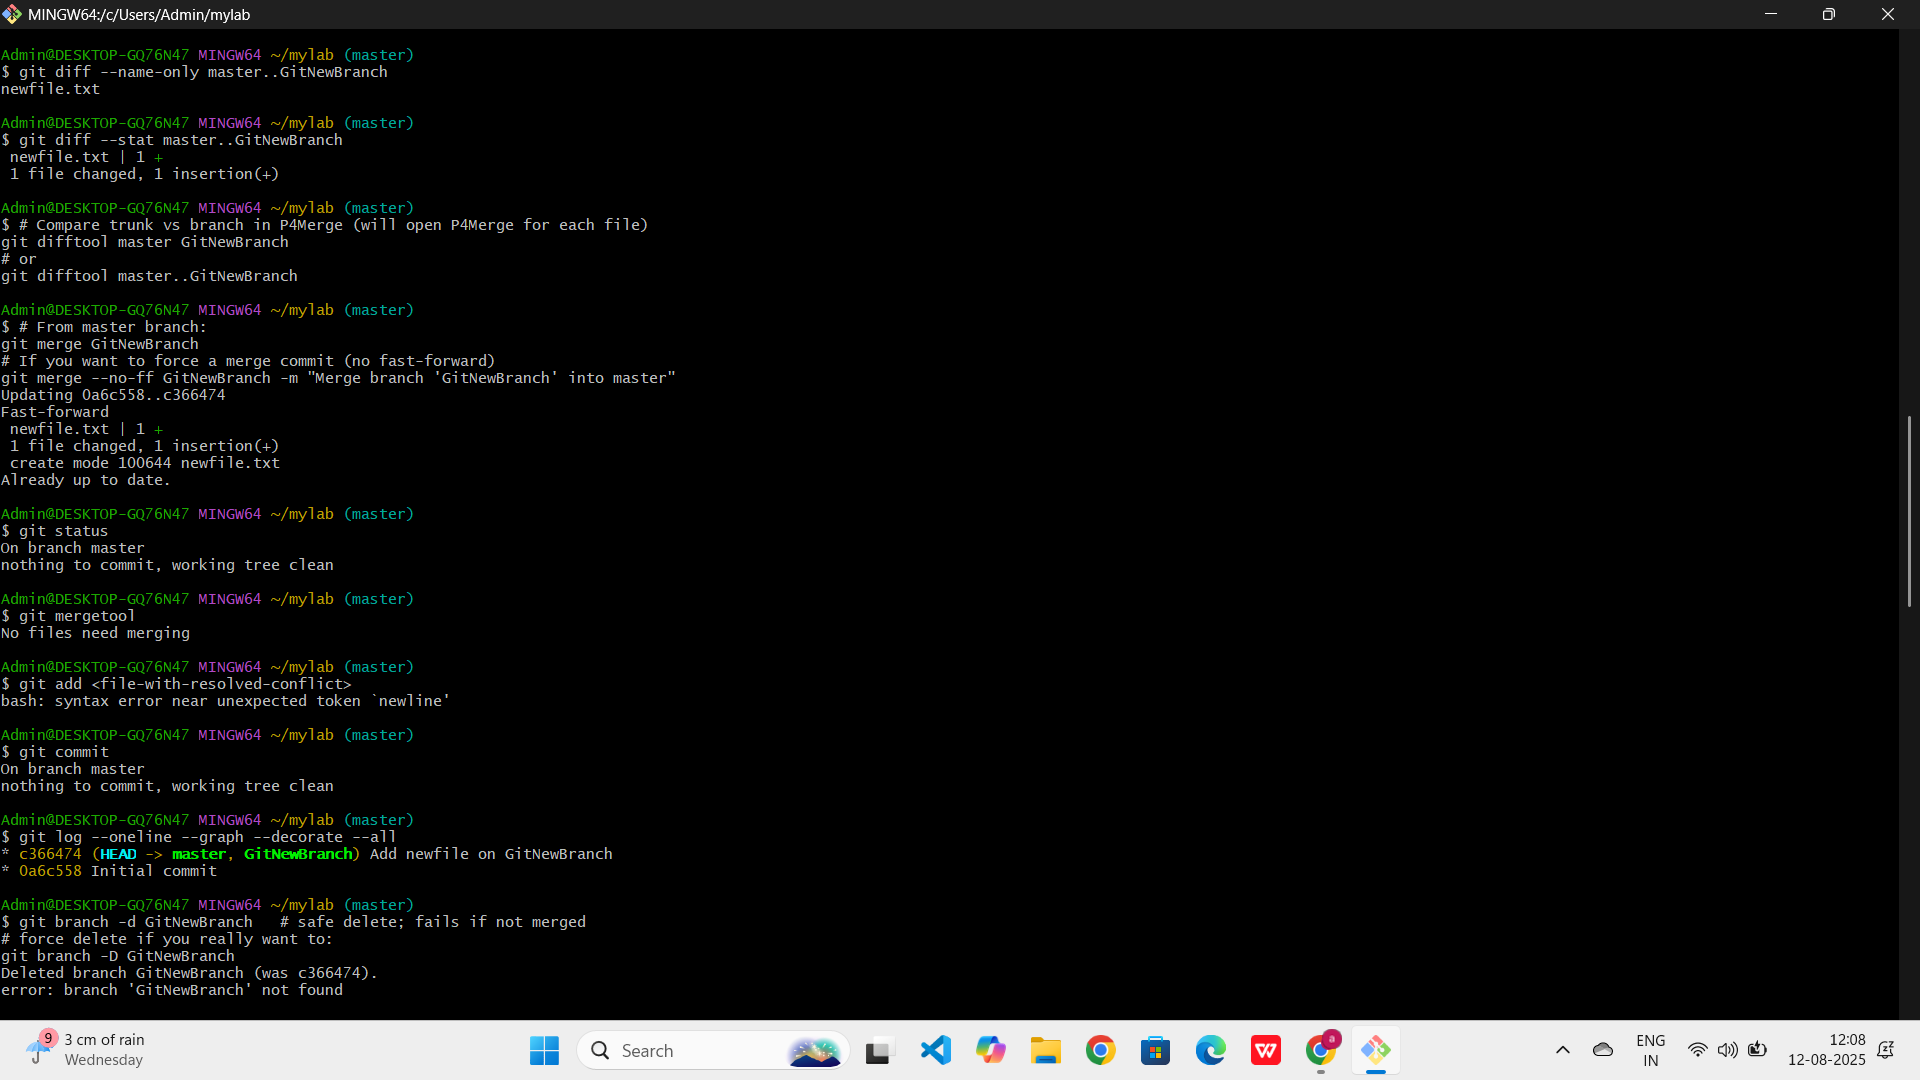 MINGW64:/c/Users/Admin/mylab
Admin@DESKTOP-GQ76N47 MINGW64 ~/mylab (master)
$ git diff --name-only master..GitNewBranch
newfile.txt
Admin@DESKTOP-GQ76N47 MINGW64 ~/mylab (master)
$ git diff --stat master..GitNewBranch
 newfile.txt | 1 +
 1 file changed, 1 insertion(+)
Admin@DESKTOP-GQ76N47 MINGW64 ~/mylab (master)
$ # Compare trunk vs branch in P4Merge (will open P4Merge for each file)
git difftool master GitNewBranch
# or
git difftool master..GitNewBranch
Admin@DESKTOP-GQ76N47 MINGW64 ~/mylab (master)
$ # From master branch:
git merge GitNewBranch
# If you want to force a merge commit (no fast-forward)
git merge --no-ff GitNewBranch -m "Merge branch 'GitNewBranch' into master"
Updating 0a6c558..c366474
Fast-forward
 newfile.txt | 1 +
 1 file changed, 1 insertion(+)
 create mode 100644 newfile.txt
Already up to date.
Admin@DESKTOP-GQ76N47 MINGW64 ~/mylab (master)
$ git status
On branch master
nothing to commit, working tree clean
Admin@DESKTOP-GQ76N47 MINGW64 ~/mylab (master)
$ git mergetool
No files need merging
Admin@DESKTOP-GQ76N47 MINGW64 ~/mylab (master)
$ git add <file-with-resolved-conflict>
bash: syntax error near unexpected token `newline'
Admin@DESKTOP-GQ76N47 MINGW64 ~/mylab (master)
$ git commit
On branch master
nothing to commit, working tree clean
Admin@DESKTOP-GQ76N47 MINGW64 ~/mylab (master)
$ git log --oneline --graph --decorate --all
* c366474 (HEAD -> master, GitNewBranch) Add newfile on GitNewBranch
* 0a6c558 Initial commit
Admin@DESKTOP-GQ76N47 MINGW64 ~/mylab (master)
$ git branch -d GitNewBranch   # safe delete; fails if not merged
# force delete if you really want to:
git branch -D GitNewBranch
Deleted branch GitNewBranch (was c366474).
error: branch 'GitNewBranch' not found
9
3 cm of rain
Wednesday
Search
W
a
ENG
IN
12:08
12-08-2025